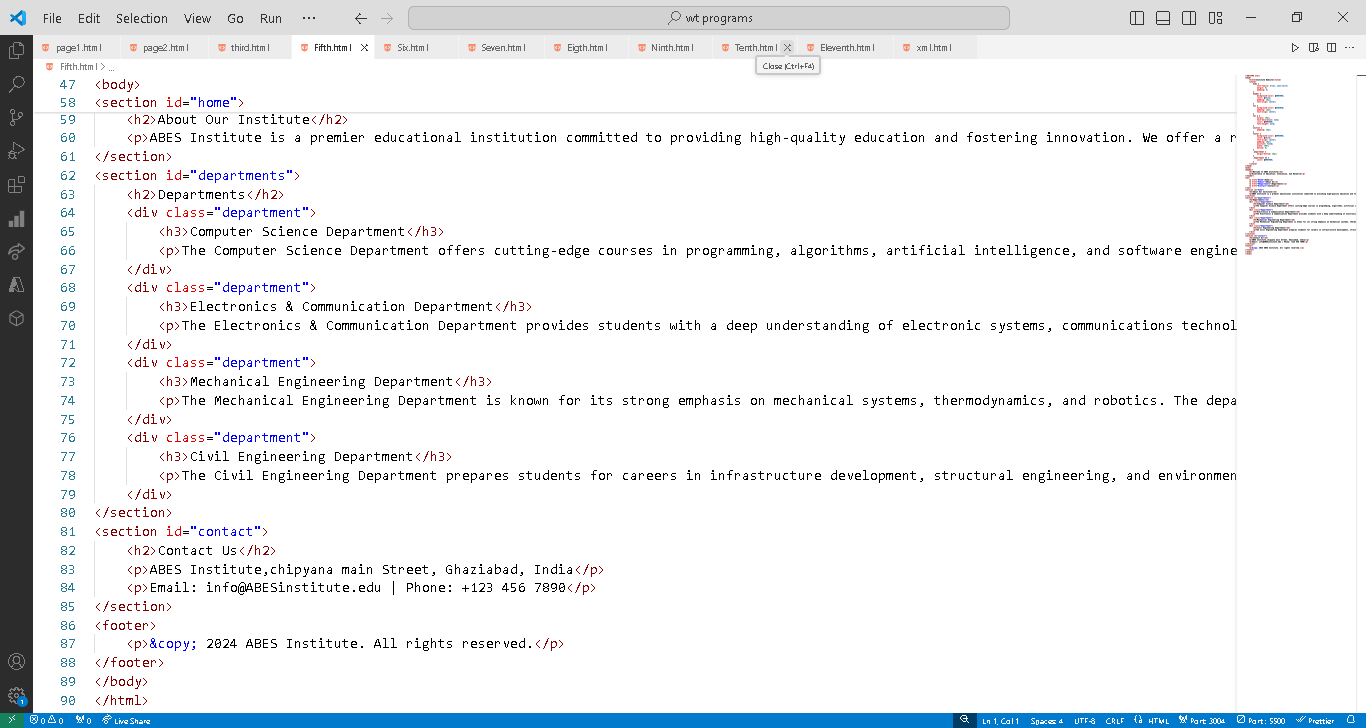 File Edit Selection View Go Run ··· wt programs
page1.html page2.html third.html Fifth.html Six.html Seven.html Eigth.html Ninth.html Tenth.html Eleventh.html xml.html
Fifth.html > ...
Close (Ctrl+F4)
47 <body>
58 <section id="home">
59 <h2>About Our Institute</h2>
60 <p>ABES Institute is a premier educational institution committed to providing high-quality education and fostering innovation. We offer a r
61 </section>
62 <section id="departments">
63 <h2>Departments</h2>
64 <div class="department">
65 <h3>Computer Science Department</h3>
66 <p>The Computer Science Department offers cutting-edge courses in programming, algorithms, artificial intelligence, and software engine
67 </div>
68 <div class="department">
69 <h3>Electronics & Communication Department</h3>
70 <p>The Electronics & Communication Department provides students with a deep understanding of electronic systems, communications technol
71 </div>
72 <div class="department">
73 <h3>Mechanical Engineering Department</h3>
74 <p>The Mechanical Engineering Department is known for its strong emphasis on mechanical systems, thermodynamics, and robotics. The depa
75 </div>
76 <div class="department">
77 <h3>Civil Engineering Department</h3>
78 <p>The Civil Engineering Department prepares students for careers in infrastructure development, structural engineering, and environmen
79 </div>
80 </section>
81 <section id="contact">
82 <h2>Contact Us</h2>
83 <p>ABES Institute,chipyana main Street, Ghaziabad, India</p>
84 <p>Email: info@ABESinstitute.edu | Phone: +123 456 7890</p>
85 </section>
86 <footer>
87 <p>&copy; 2024 ABES Institute. All rights reserved.</p>
88 </footer>
89 </body>
90 </html>
1
0 0 0 Live Share Ln 1, Col 1 Spaces: 4 UTF-8 CRLF {} HTML Port: 3004 Port : 5500 Prettier